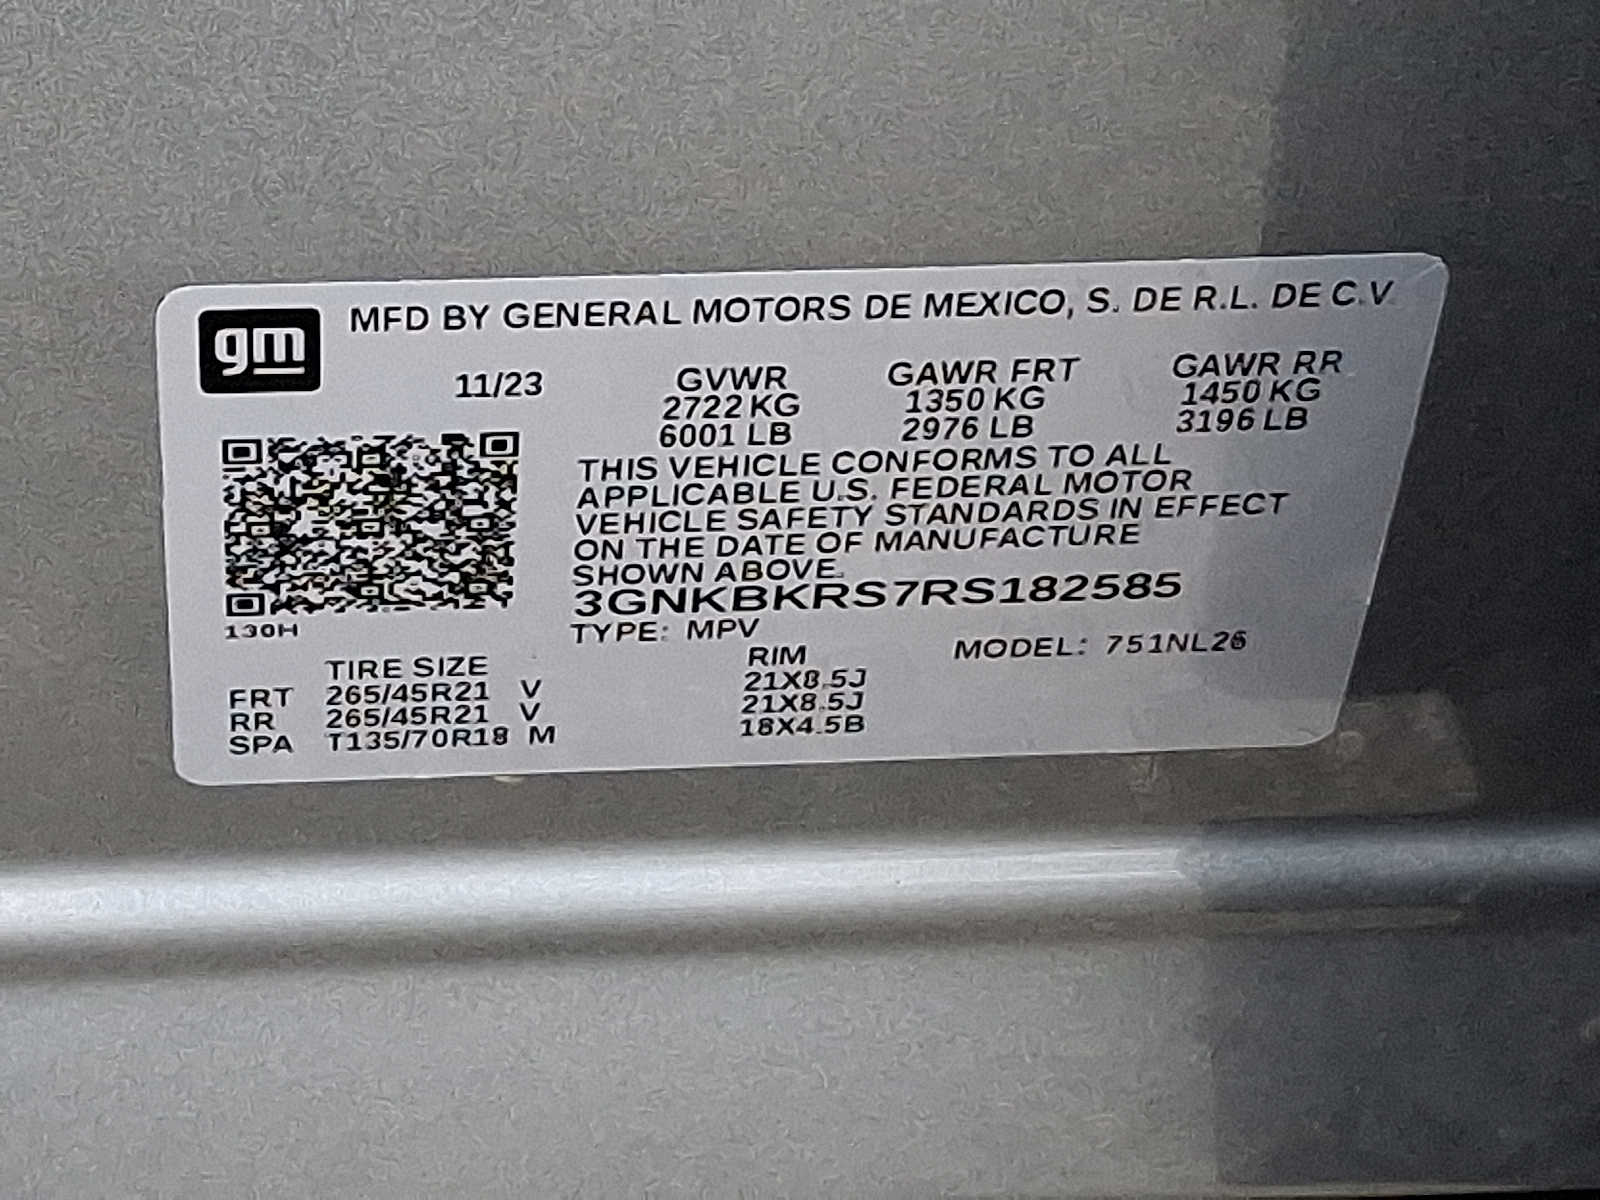 gm
MFD BY GENERAL MOTORS DE MEXICO, S. DE R.L. DE C.V
11/23 GVWR GAWR FRT GAWR RR
2722 KG 1350 KG 1450 KG
6001 LB 2976 LB 3196 LB
THIS VEHICLE CONFORMS TO ALL
APPLICABLE U.S. FEDERAL MOTOR
VEHICLE SAFETY STANDARDS IN EFFECT
ON THE DATE OF MANUFACTURE
SHOWN ABOVE.
3GNKBKRS7RS182585
130H
TYPE: MPV MODEL: 751NL26
TIRE SIZE RIM
FRT 265/45R21 V 21X8.5J
RR 265/45R21 V 21X8.5J
SPA T135/70R18 M 18X4.5B